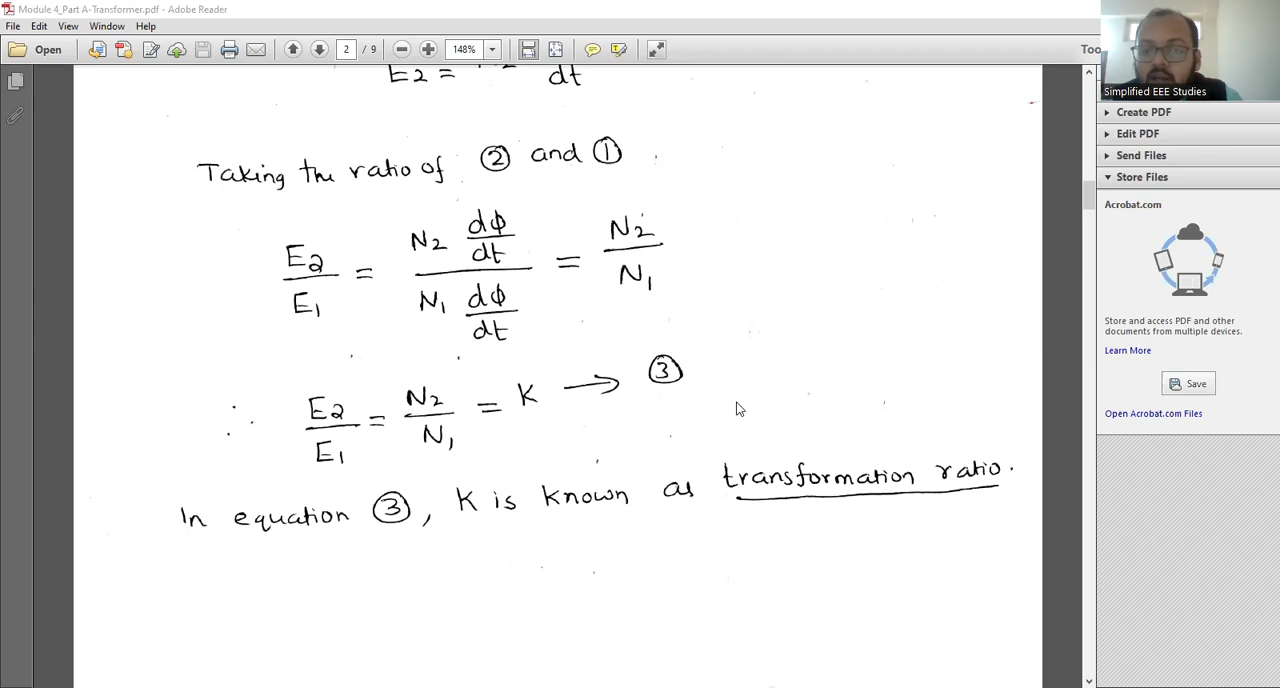 Module 4_Part A-Transformer.pdf - Adobe Reader
File Edit View Window Help
Open 2 / 9 148% Too
Simplified EEE Studies
Create PDF
Edit PDF
Send Files
Store Files
Acrobat.com
Store and access PDF and other
documents from multiple devices.
Learn More
Save
Open Acrobat.com Files
E2 = dt
Taking the ratio of ② and ①
E2/E1 = N2 dϕ/dt / N1 dϕ/dt = N2/N1
∴ E2/E1 = N2/N1 = K → ③
In equation ③, K is known as transformation ratio.